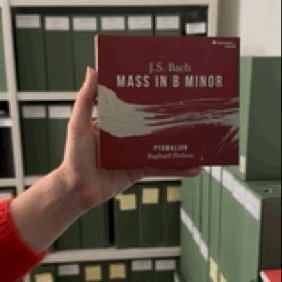 J.S. Bach
MASS IN B MINOR
PYGMALION
Raphaël Pichon